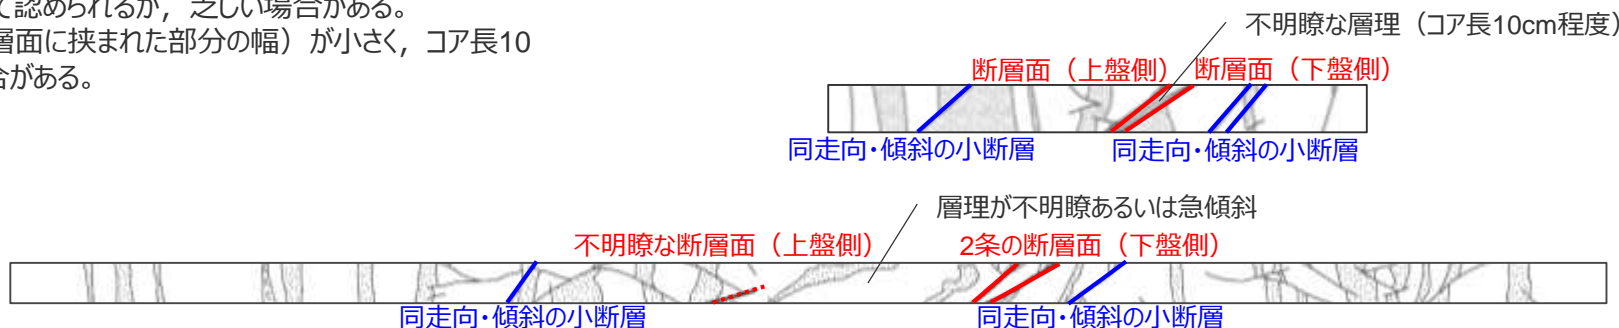 て認められるが，乏しい場合がある。
層面に挟まれた部分の幅）が小さく，コア長10
合がある。
不明瞭な層理（コア長10cm程度）
断層面（上盤側）
断層面（下盤側）
同走向・傾斜の小断層
同走向・傾斜の小断層
層理が不明瞭あるいは急傾斜
不明瞭な断層面（上盤側）
2条の断層面（下盤側）
同走向・傾斜の小断層
同走向・傾斜の小断層